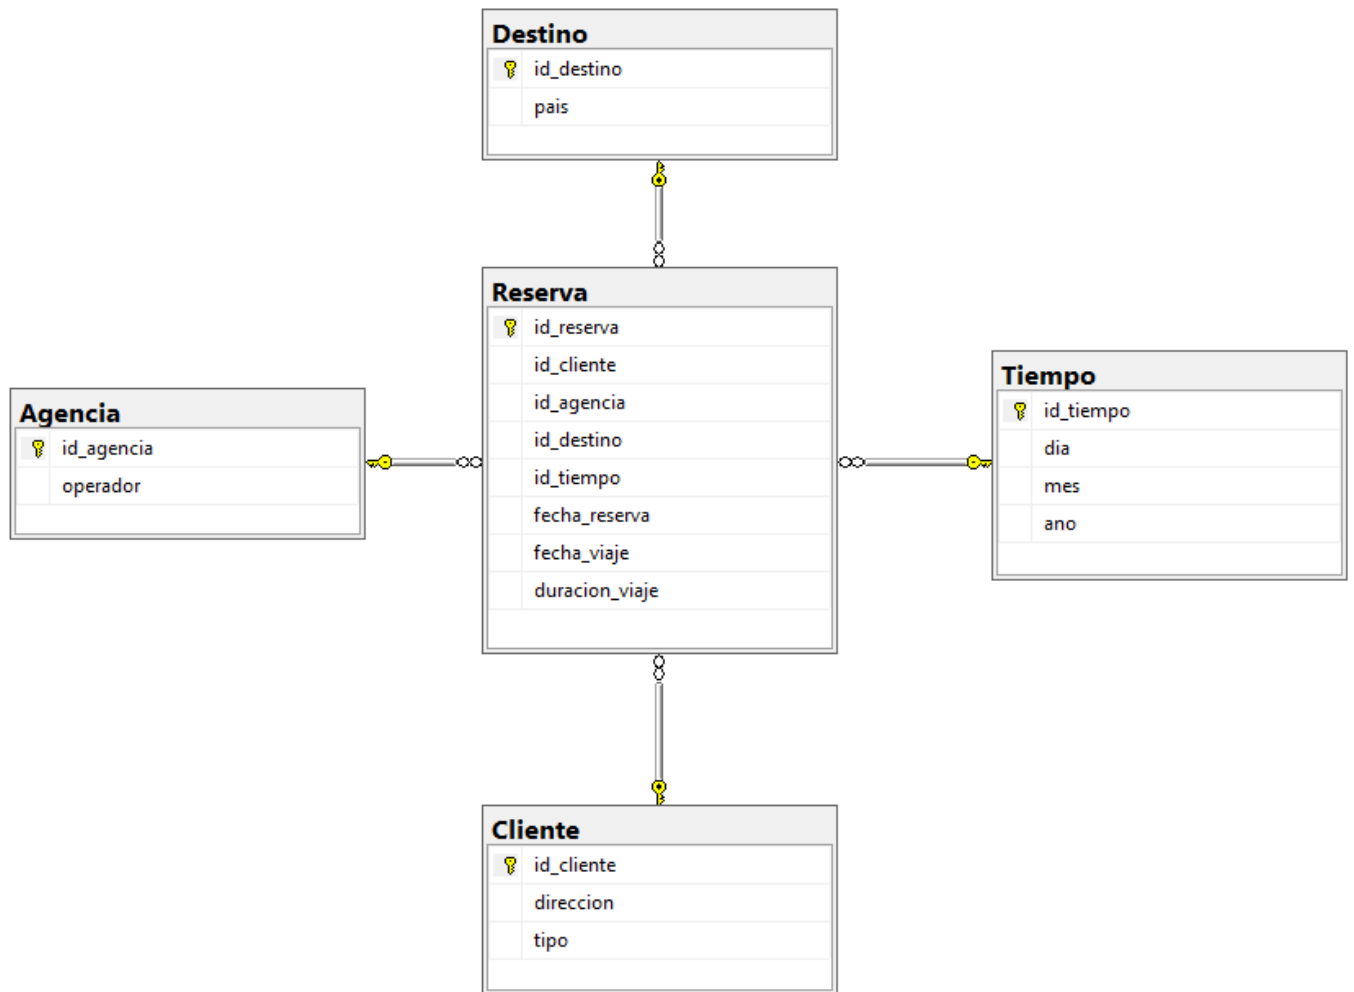 Destino
id_destino
pais
Reserva
id_reserva
id_cliente
id_agencia
id_destino
id_tiempo
fecha_reserva
fecha_viaje
duracion_viaje
Agencia
id_agencia
operador
Tiempo
id_tiempo
dia
mes
ano
Cliente
id_cliente
direccion
tipo